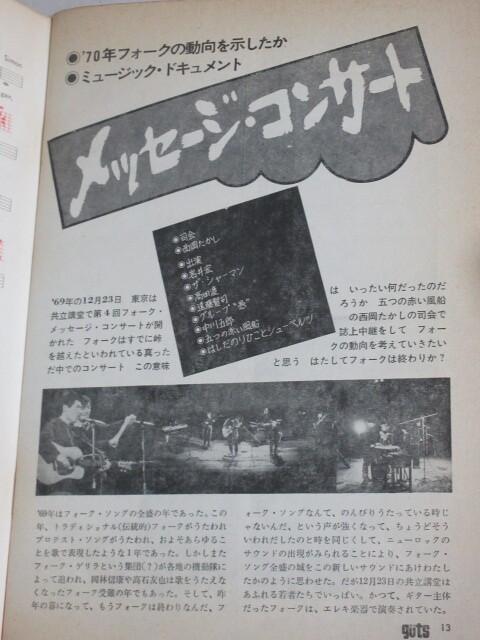 Simon
●'70年フォークの動向を示したか
●ミュージック・ドキュメント
メッセージ・コンサート
●司会
●西岡たかし
●出演
●岩井宏
●ザ・シャーマン
●高田渡
●遠藤賢司
●グループ・"愚"
●中川五郎
●五つの赤い風船
●はしだのりひことシューベルツ
'69年の12月23日 東京は
共立講堂で第4回フォーク・
メッセージ・コンサートが開
かれた フォークはすでに峠
を越えたといわれている真った
だ中でのコンサート この意味
は いったい何だったのだ
ろうか 五つの赤い風船
の西岡たかしの司会で
誌上中継をして フォー
クの動向を考えていきたい
と思う はたしてフォークは終わりか?
'69年はフォーク・ソングの全盛の年であった。この
年、トラディショナル(伝統的)フォークがうたわれ
プロテスト・ソングがうたわれ、およそあらゆるこ
とを歌で表現したような1年であった。しかしまた
フォーク・ゲリラという集団(?)が各地の機動隊に
よって追われ、岡林信康や高石友也は歌をうたえな
くなったフォーク受難の年でもあった。そして、昨
年の暮になって、もうフォークは終わりなんだ、フ
ォーク・ソングなんて、のんびりうたっている時じ
ゃないんだ、という声が強くなって、ちょうどそう
いわれだしたのと時を同じくして、ニューロックの
サウンドの出現がみられることにより、フォーク・
ソング全盛の城をこの新しいサウンドにあけわたし
たかのように思わせた。だが12月23日の共立講堂は
あふれる若者たちでいっぱい。かつて、ギター主体
だったフォークは、エレキ楽器で演奏されていた。
guts 13